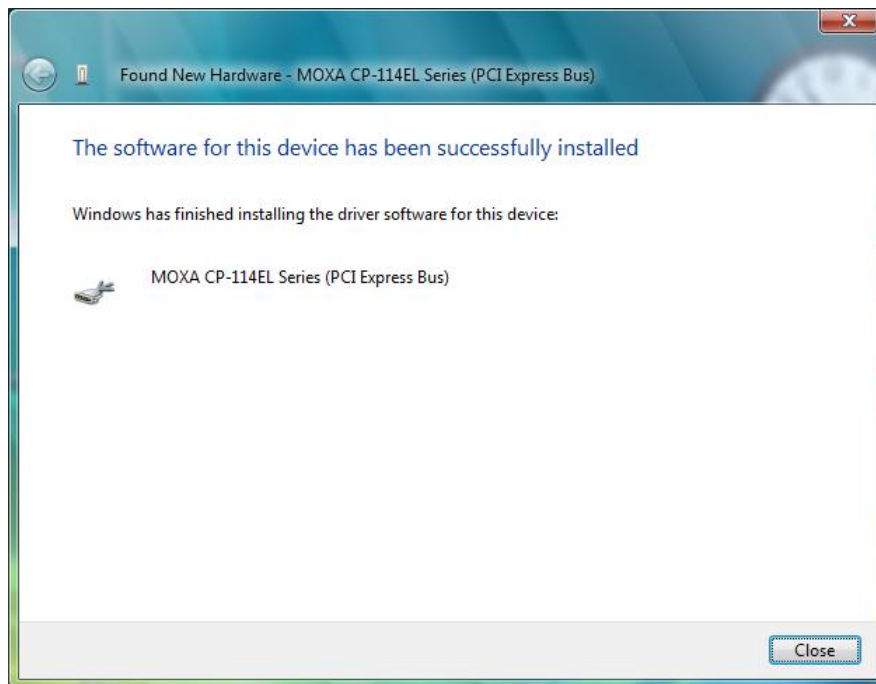 Found New Hardware - MOXA CP-114EL Series (PCI Express Bus)
The software for this device has been successfully installed
Windows has finished installing the driver software for this device:
MOXA CP-114EL Series (PCI Express Bus)
Close